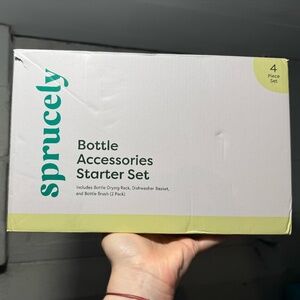 sprucely
4
Piece
Set
Bottle
Accessories
Starter Set
Includes Bottle Drying Rack, Dishwasher Basket,
and Bottle Brush (2 Pack)